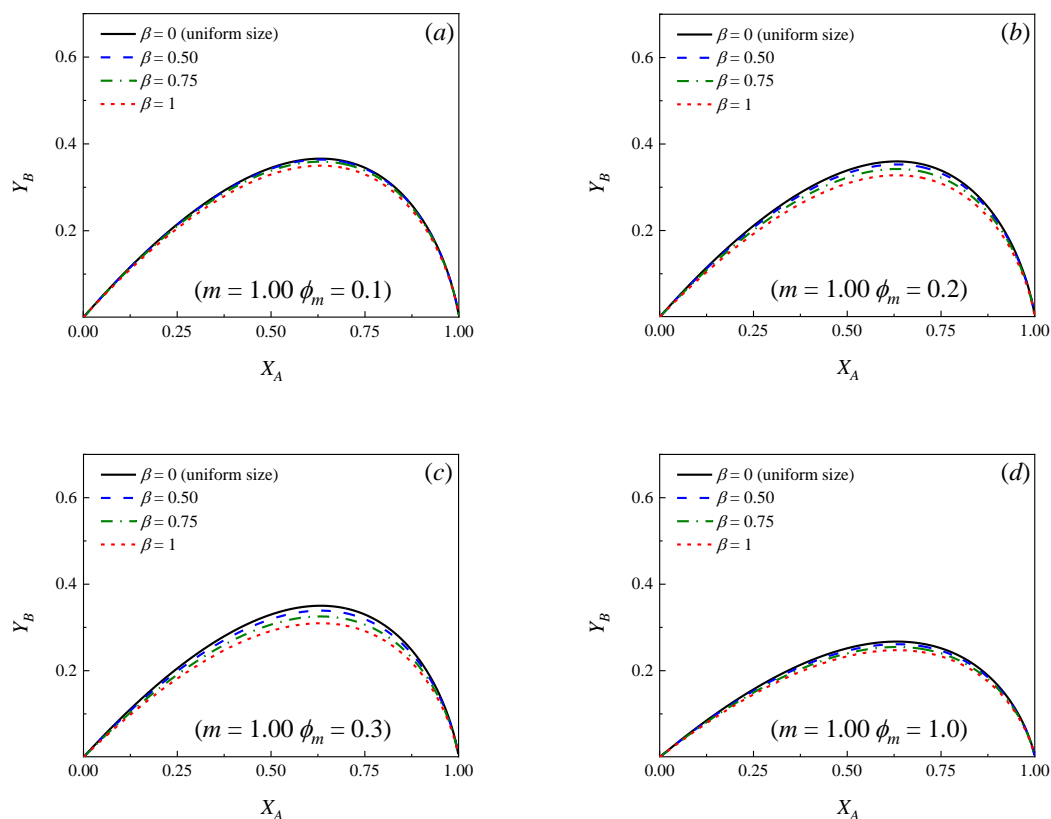 (a)
β = 0 (uniform size)
β = 0.50
β = 0.75
β = 1
0.6
0.4
0.2
Y_B
(m = 1.00 ϕ_m = 0.1)
0.00 0.25 0.50 0.75 1.00
X_A
(b)
β = 0 (uniform size)
β = 0.50
β = 0.75
β = 1
0.6
0.4
0.2
Y_B
(m = 1.00 ϕ_m = 0.2)
0.00 0.25 0.50 0.75 1.00
X_A
(c)
β = 0 (uniform size)
β = 0.50
β = 0.75
β = 1
0.6
0.4
0.2
Y_B
(m = 1.00 ϕ_m = 0.3)
0.00 0.25 0.50 0.75 1.00
X_A
(d)
β = 0 (uniform size)
β = 0.50
β = 0.75
β = 1
0.6
0.4
0.2
Y_B
(m = 1.00 ϕ_m = 1.0)
0.00 0.25 0.50 0.75 1.00
X_A